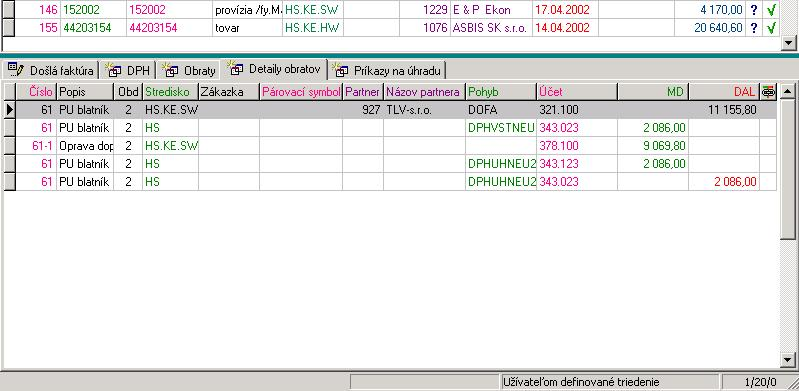 146 152002 152002 provízia /fy.M. HS.KE.SW 1229 E & P Ekon 17.04.2002 4 170,00 ? √
155 44203154 44203154 tovar HS.KE.HW 1076 ASBIS SK s.r.o. 14.04.2002 20 640,60 ? √
Došlá faktúra DPH Obraty Detaily obratov Príkazy na úhradu
Číslo Popis Obd Stredisko Zákazka Párovací symbol Partner Názov partnera Pohyb Účet MD DAL
61 PU blatník 2 HS.KE.SW 927 TLV-s.r.o. DOFA 321.100 11 155,80
61 PU blatník 2 HS DPHVSTNEU 343.023 2 086,00
61-1 Oprava dop 2 HS.KE.SW 378.100 9 069,80
61 PU blatník 2 HS DPHUHNEU2 343.123 2 086,00
61 PU blatník 2 HS DPHUHNEU2 343.023 2 086,00
Užívateľom definované triedenie 1/20/0